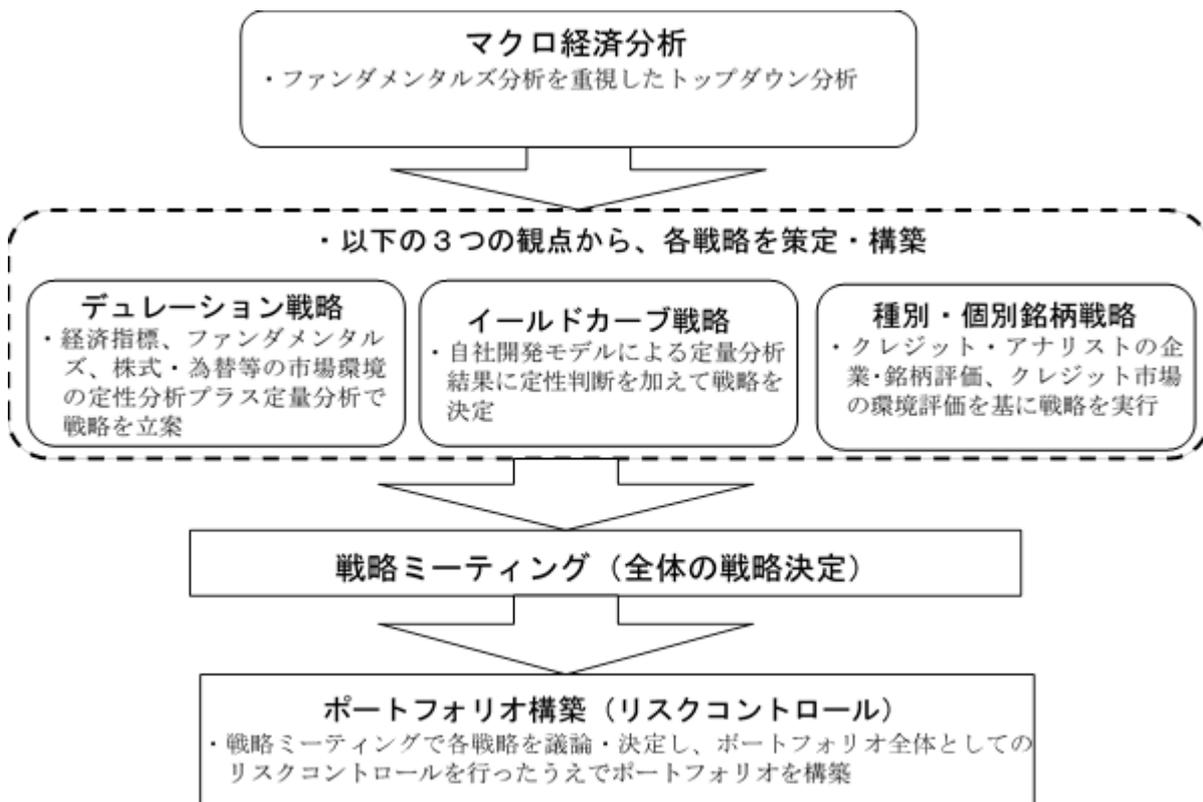 マクロ経済分析
・ファンダメンタルズ分析を重視したトップダウン分析
・以下の３つの観点から、各戦略を策定・構築
デュレーション戦略
・経済指標、ファンダメンタル
ズ、株式・為替等の市場環境
の定性分析プラス定量分析で
戦略を立案
イールドカーブ戦略
・自社開発モデルによる定量分析
結果に定性判断を加えて戦略を
決定
種別・個別銘柄戦略
・クレジット・アナリストの企
業・銘柄評価、クレジット市場
の環境評価を基に戦略を実行
戦略ミーティング（全体の戦略決定）
ポートフォリオ構築（リスクコントロール）
・戦略ミーティングで各戦略を議論・決定し、ポートフォリオ全体としての
リスクコントロールを行ったうえでポートフォリオを構築